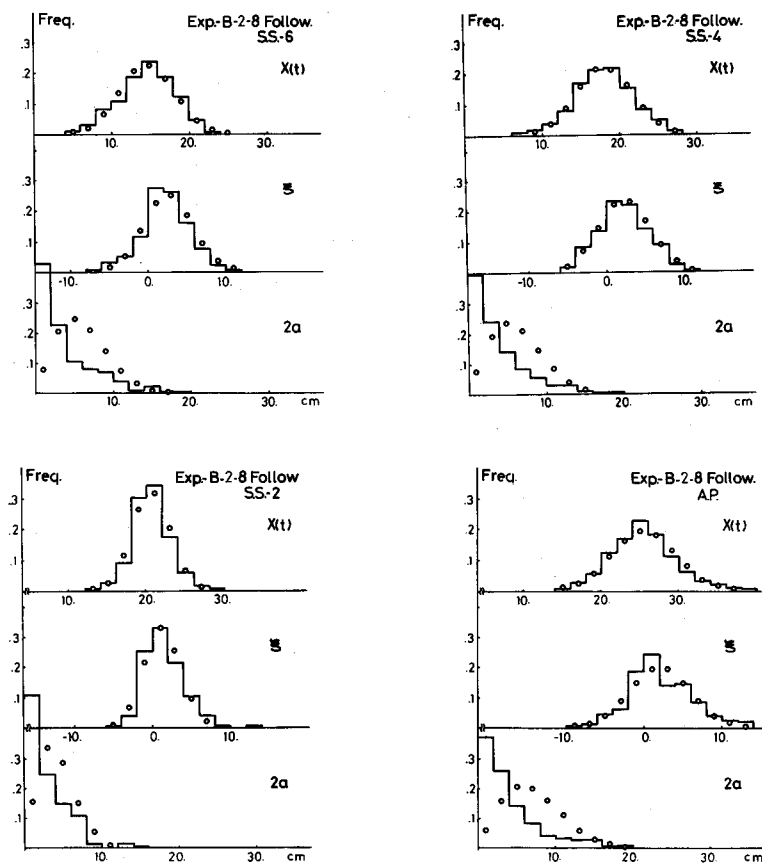 Freq.
Exp.-B-2-8 Follow.
S.S.-6
X(t)
.3
.2
.1
10. 20. 30.
ξ
.3
.2
.1
-10. 0. 10.
2a
.3
.2
.1
10. 20. 30. cm
Freq.
Exp.-B-2-8 Follow.
SS.-4
X(t)
.3
.2
.1
10. 20. 30.
ξ
.3
.2
.1
-10. 0. 10.
2a
.3
.2
.1
10. 20. 30. cm
Freq.
Exp.-B-2-8 Follow
S.S.-2
X(t)
.3
.2
.1
10. 20. 30.
ξ
.3
.2
.1
-10. 0. 10.
2a
.3
.2
.1
10. 20. 30. cm
Freq.
Exp.-B-2-8 Follow.
A.P.
X(t)
.3
.2
.1
10. 20. 30.
ξ
.3
.2
.1
-10. 0. 10.
2a
.3
.2
.1
10. 20. 30. cm